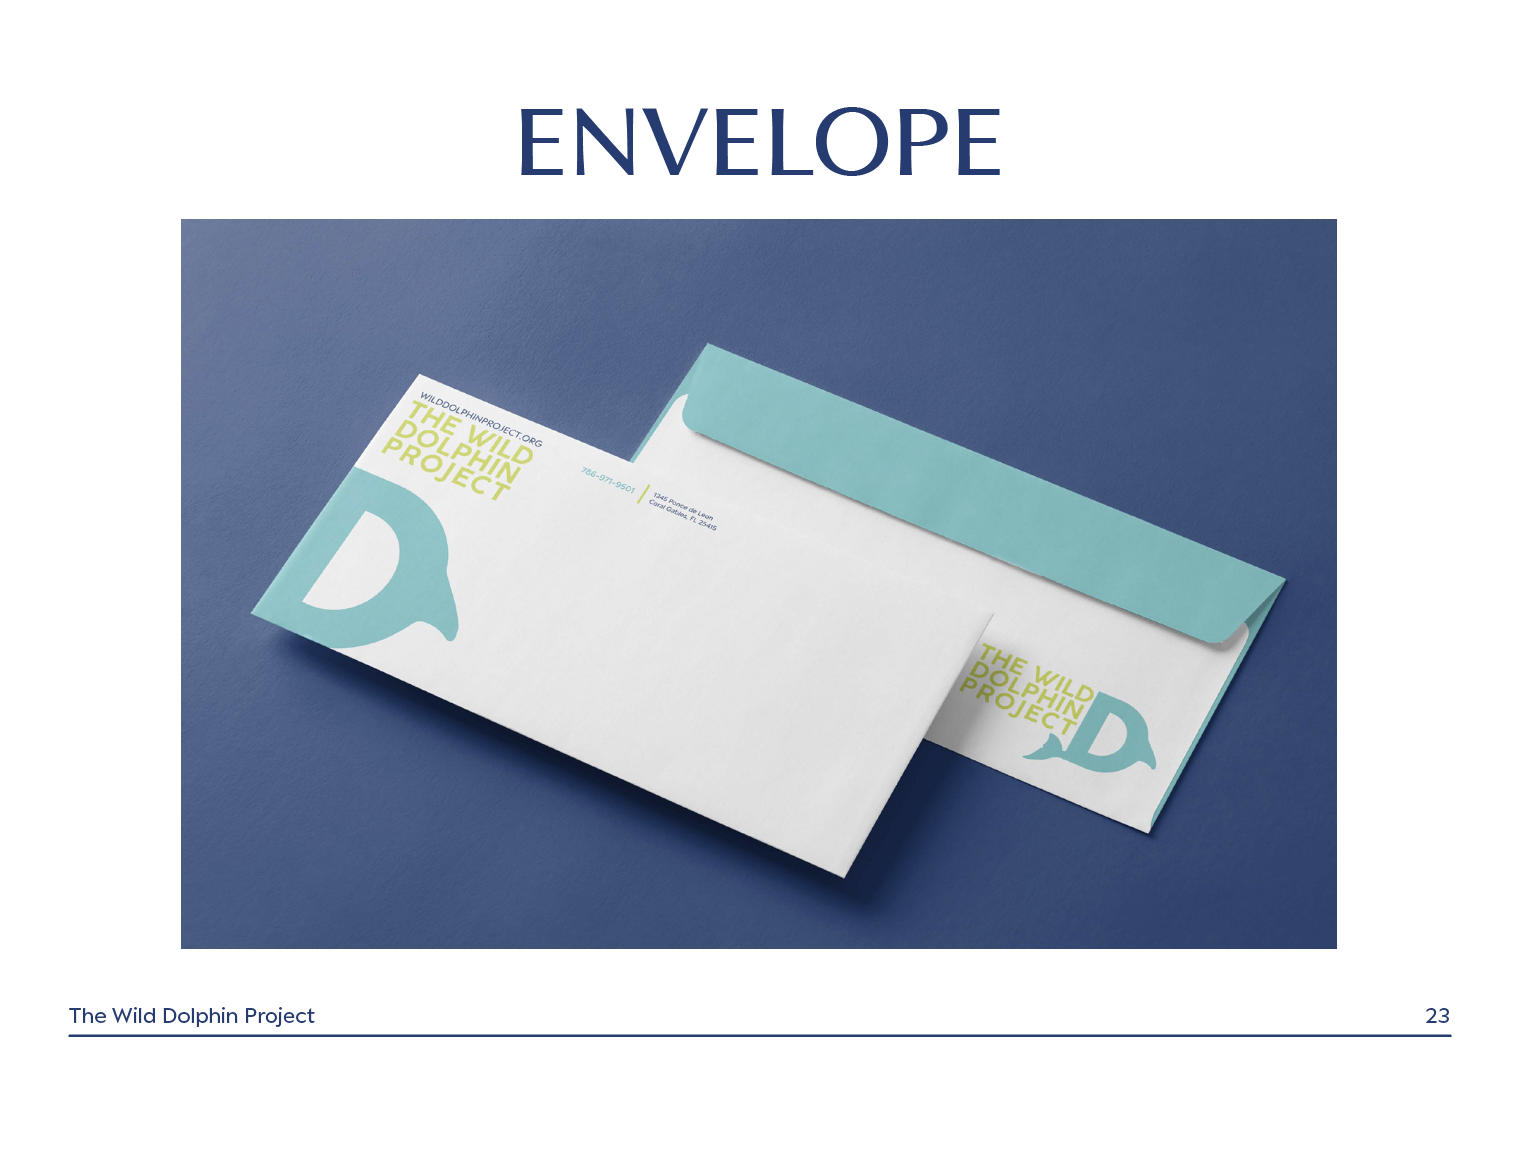 ENVELOPE
WILDDOLPHINPROJECT.ORG
THE WILD
DOLPHIN
PROJECT
786-971-9501
1345 Ponce de Leon
Coral Gables, FL 25415
THE WILD
DOLPHIN
PROJECT
D
The Wild Dolphin Project
23